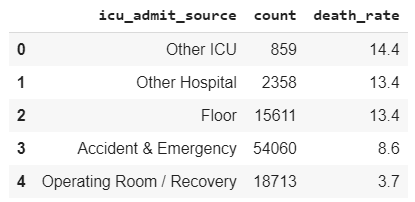 icu_admit_source count death_rate
0 Other ICU 859 14.4
1 Other Hospital 2358 13.4
2 Floor 15611 13.4
3 Accident & Emergency 54060 8.6
4 Operating Room / Recovery 18713 3.7